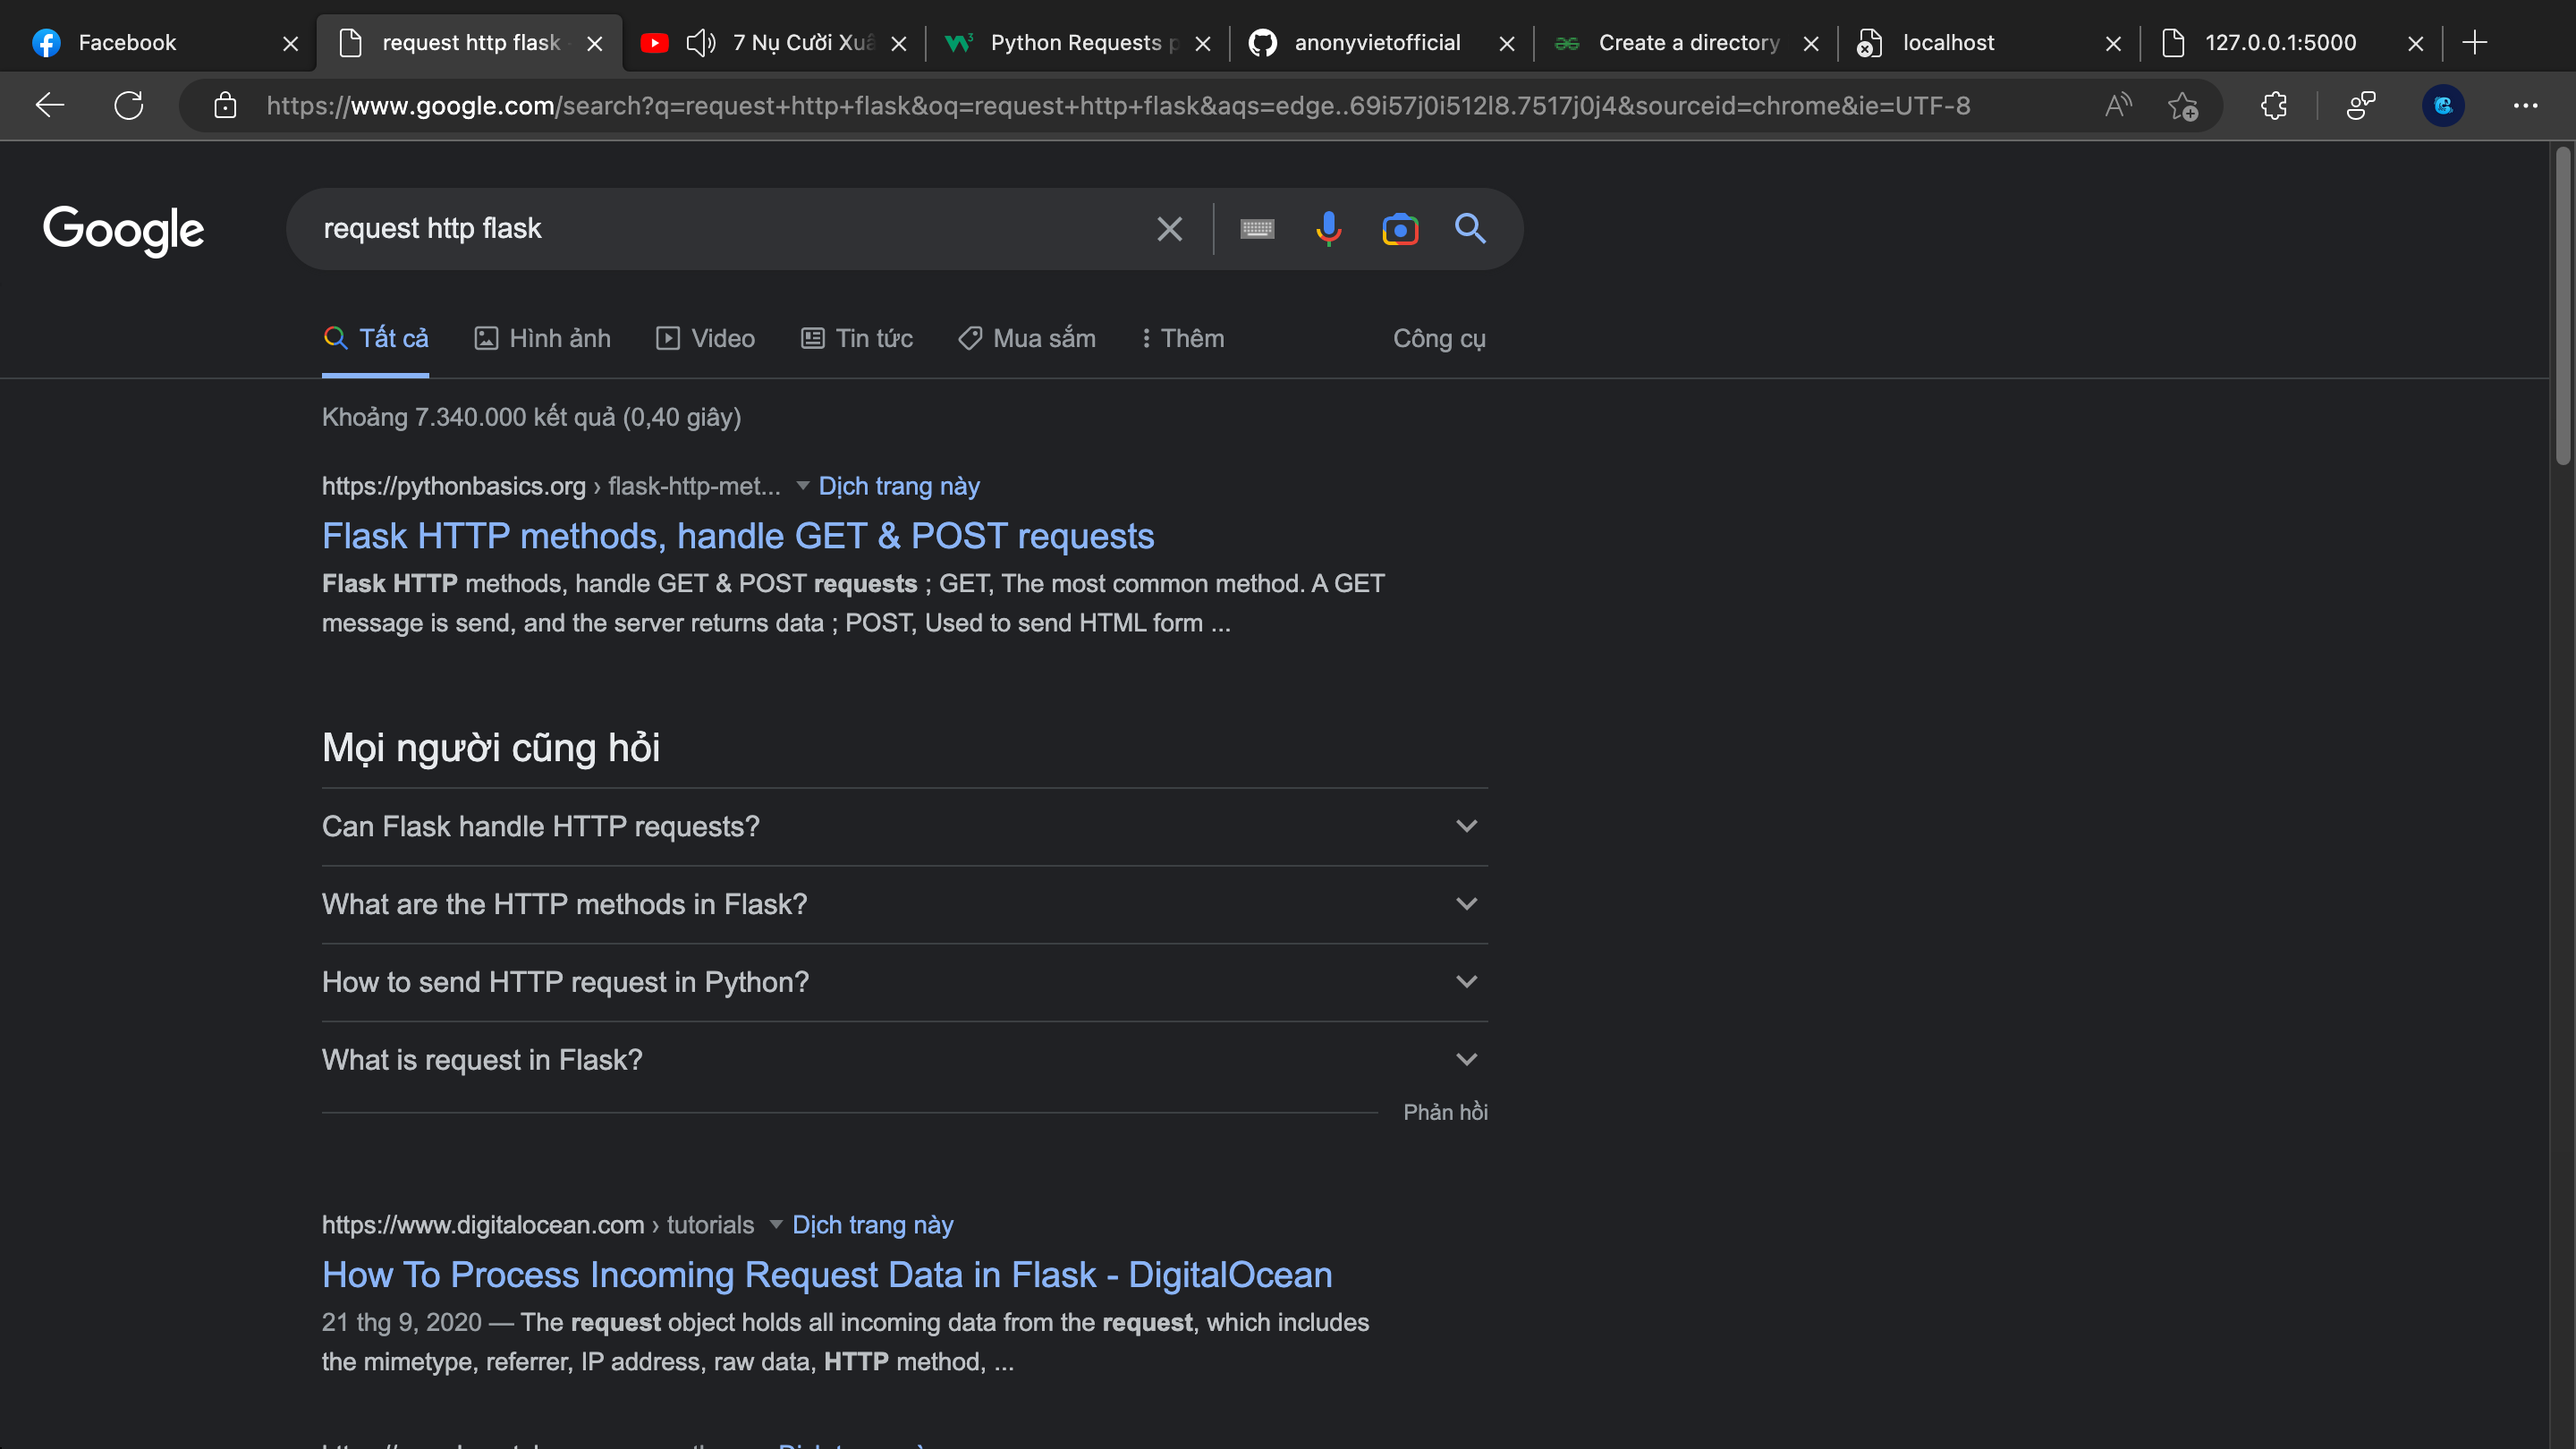 Facebook
request http flask
7 Nụ Cười Xuâ
Python Requests p
anonyvietofficial
Create a directory
localhost
127.0.0.1:5000
https://www.google.com/search?q=request+http+flask&oq=request+http+flask&aqs=edge..69i57j0i512l8.7517j0j4&sourceid=chrome&ie=UTF-8
Google
request http flask
Tất cả
Hình ảnh
Video
Tin tức
Mua sắm
Thêm
Công cụ
Khoảng 7.340.000 kết quả (0,40 giây)
https://pythonbasics.org › flask-http-met... Dịch trang này
Flask HTTP methods, handle GET & POST requests
Flask HTTP methods, handle GET & POST requests ; GET, The most common method. A GET
message is send, and the server returns data ; POST, Used to send HTML form ...
Mọi người cũng hỏi
Can Flask handle HTTP requests?
What are the HTTP methods in Flask?
How to send HTTP request in Python?
What is request in Flask?
Phản hồi
https://www.digitalocean.com › tutorials Dịch trang này
How To Process Incoming Request Data in Flask - DigitalOcean
21 thg 9, 2020 — The request object holds all incoming data from the request, which includes
the mimetype, referrer, IP address, raw data, HTTP method, ...